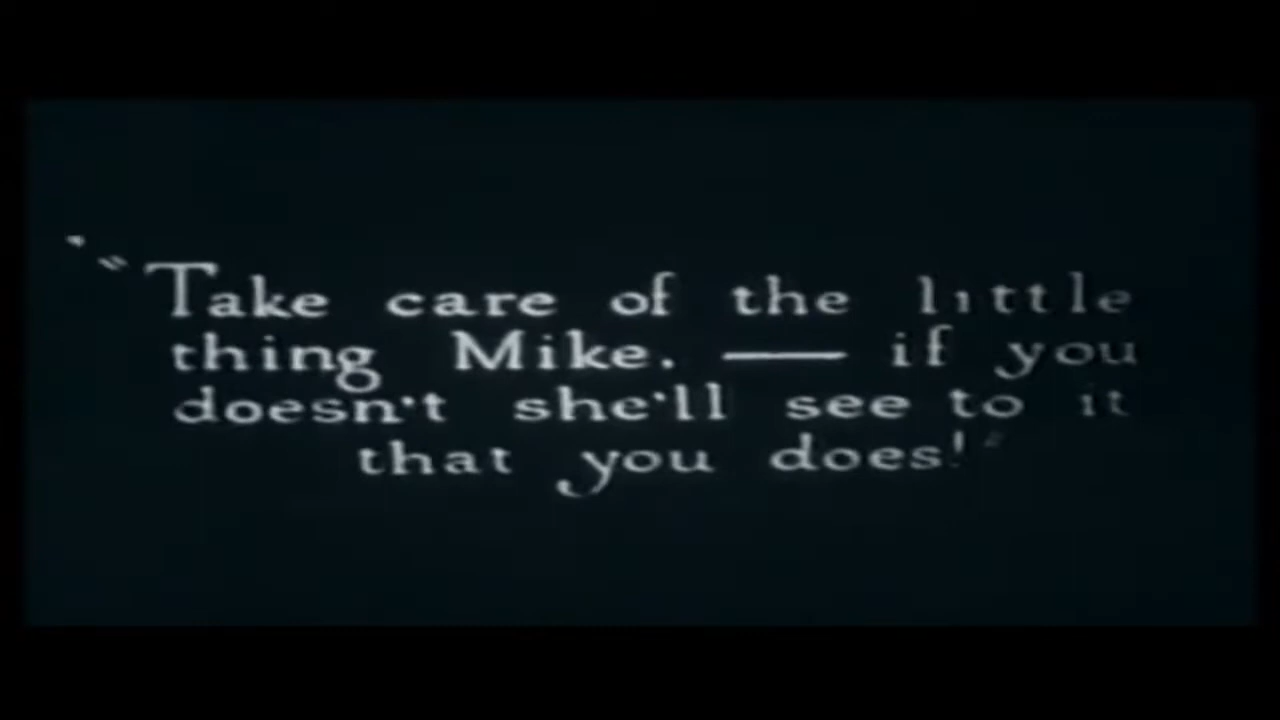 "Take care of the little
thing Mike. — if you
doesn't she'll see to it
that you does!"